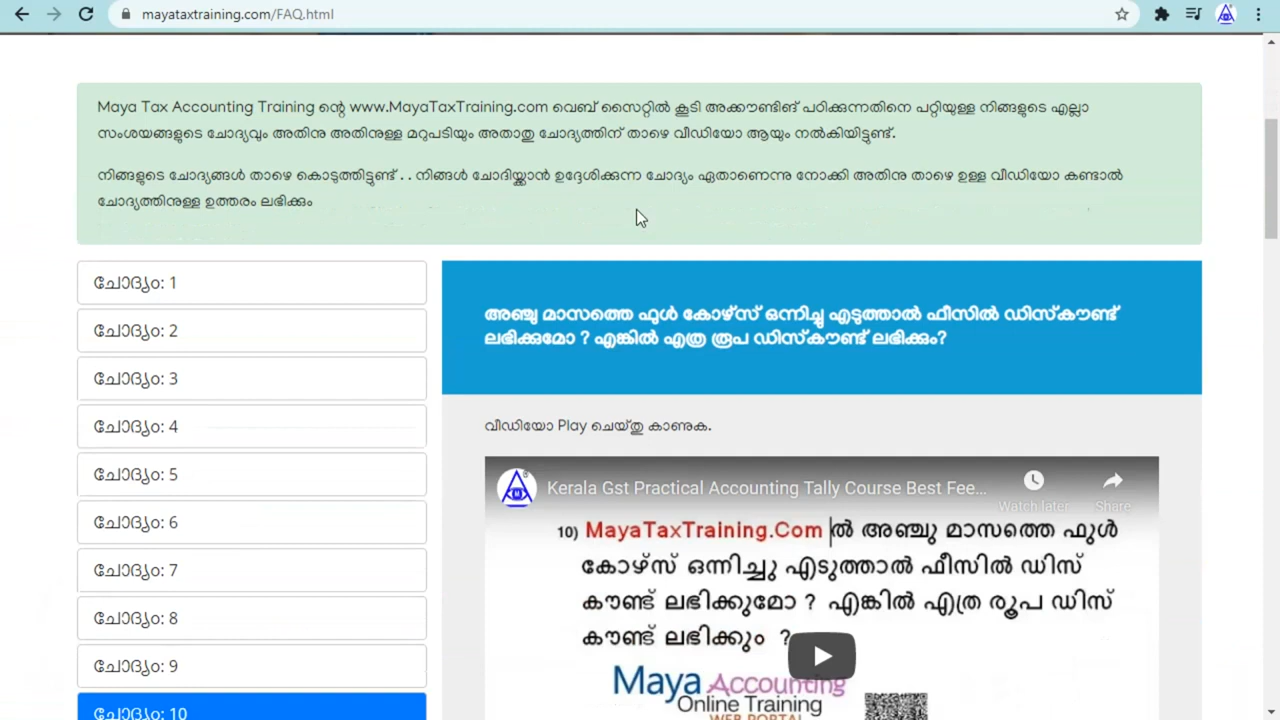 mayataxtraining.com/FAQ.html
Maya Tax Accounting Training ന്റെ www.MayaTaxTraining.com വെബ് സൈറ്റിൽ കൂടി അക്കൗണ്ടിങ് പഠിക്കുന്നതിനെ പറ്റിയുള്ള നിങ്ങളുടെ എല്ലാ
സംശയങ്ങളുടെ ചോദ്യവും അതിനു അതിനുള്ള മറുപടിയും അതാതു ചോദ്യത്തിന് താഴെ വീഡിയോ ആയും നൽകിയിട്ടുണ്ട്.
നിങ്ങളുടെ ചോദ്യങ്ങൾ താഴെ കൊടുത്തിട്ടുണ്ട് . . നിങ്ങൾ ചോദിയ്ക്കാൻ ഉദ്ദേശിക്കുന്ന ചോദ്യം ഏതാണെന്നു നോക്കി അതിനു താഴെ ഉള്ള വീഡിയോ കണ്ടാൽ
ചോദ്യത്തിനുള്ള ഉത്തരം ലഭിക്കും
ചോദ്യം: 1
ചോദ്യം: 2
ചോദ്യം: 3
ചോദ്യം: 4
ചോദ്യം: 5
ചോദ്യം: 6
ചോദ്യം: 7
ചോദ്യം: 8
ചോദ്യം: 9
ചോദ്യം: 10
അഞ്ചു മാസത്തെ ഫുൾ കോഴ്സ് ഒന്നിച്ചു എടുത്താൽ ഫീസിൽ ഡിസ്കൗണ്ട്
ലഭിക്കുമോ ? എങ്കിൽ എത്ര രൂപ ഡിസ്കൗണ്ട് ലഭിക്കും?
വീഡിയോ Play ചെയ്തു കാണുക.
Kerala Gst Practical Accounting Tally Course Best Fee...
Watch later
Share
10) MayaTaxTraining.Com ൽ അഞ്ചു മാസത്തെ ഫുൾ
കോഴ്സ് ഒന്നിച്ചു എടുത്താൽ ഫീസിൽ ഡിസ്
കൗണ്ട് ലഭിക്കുമോ ? എങ്കിൽ എത്ര രൂപ ഡിസ്
കൗണ്ട് ലഭിക്കും ?
Maya Accounting
Online Training
WEB PORTAL